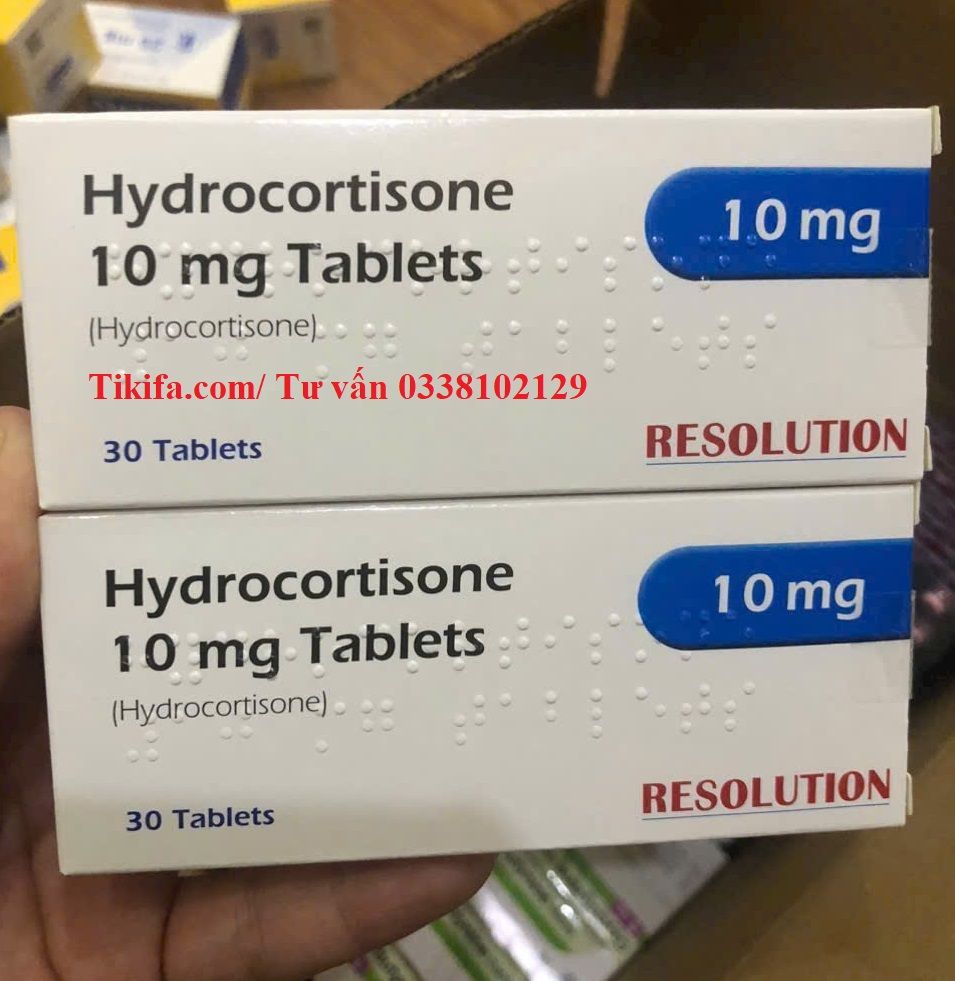 Hydrocortisone
10 mg Tablets
10 mg
(Hydrocortisone)
Tikifa.com/ Tư vấn 0338102129
30 Tablets
RESOLUTION
Hydrocortisone
10 mg Tablets
10 mg
(Hydrocortisone)
30 Tablets
RESOLUTION